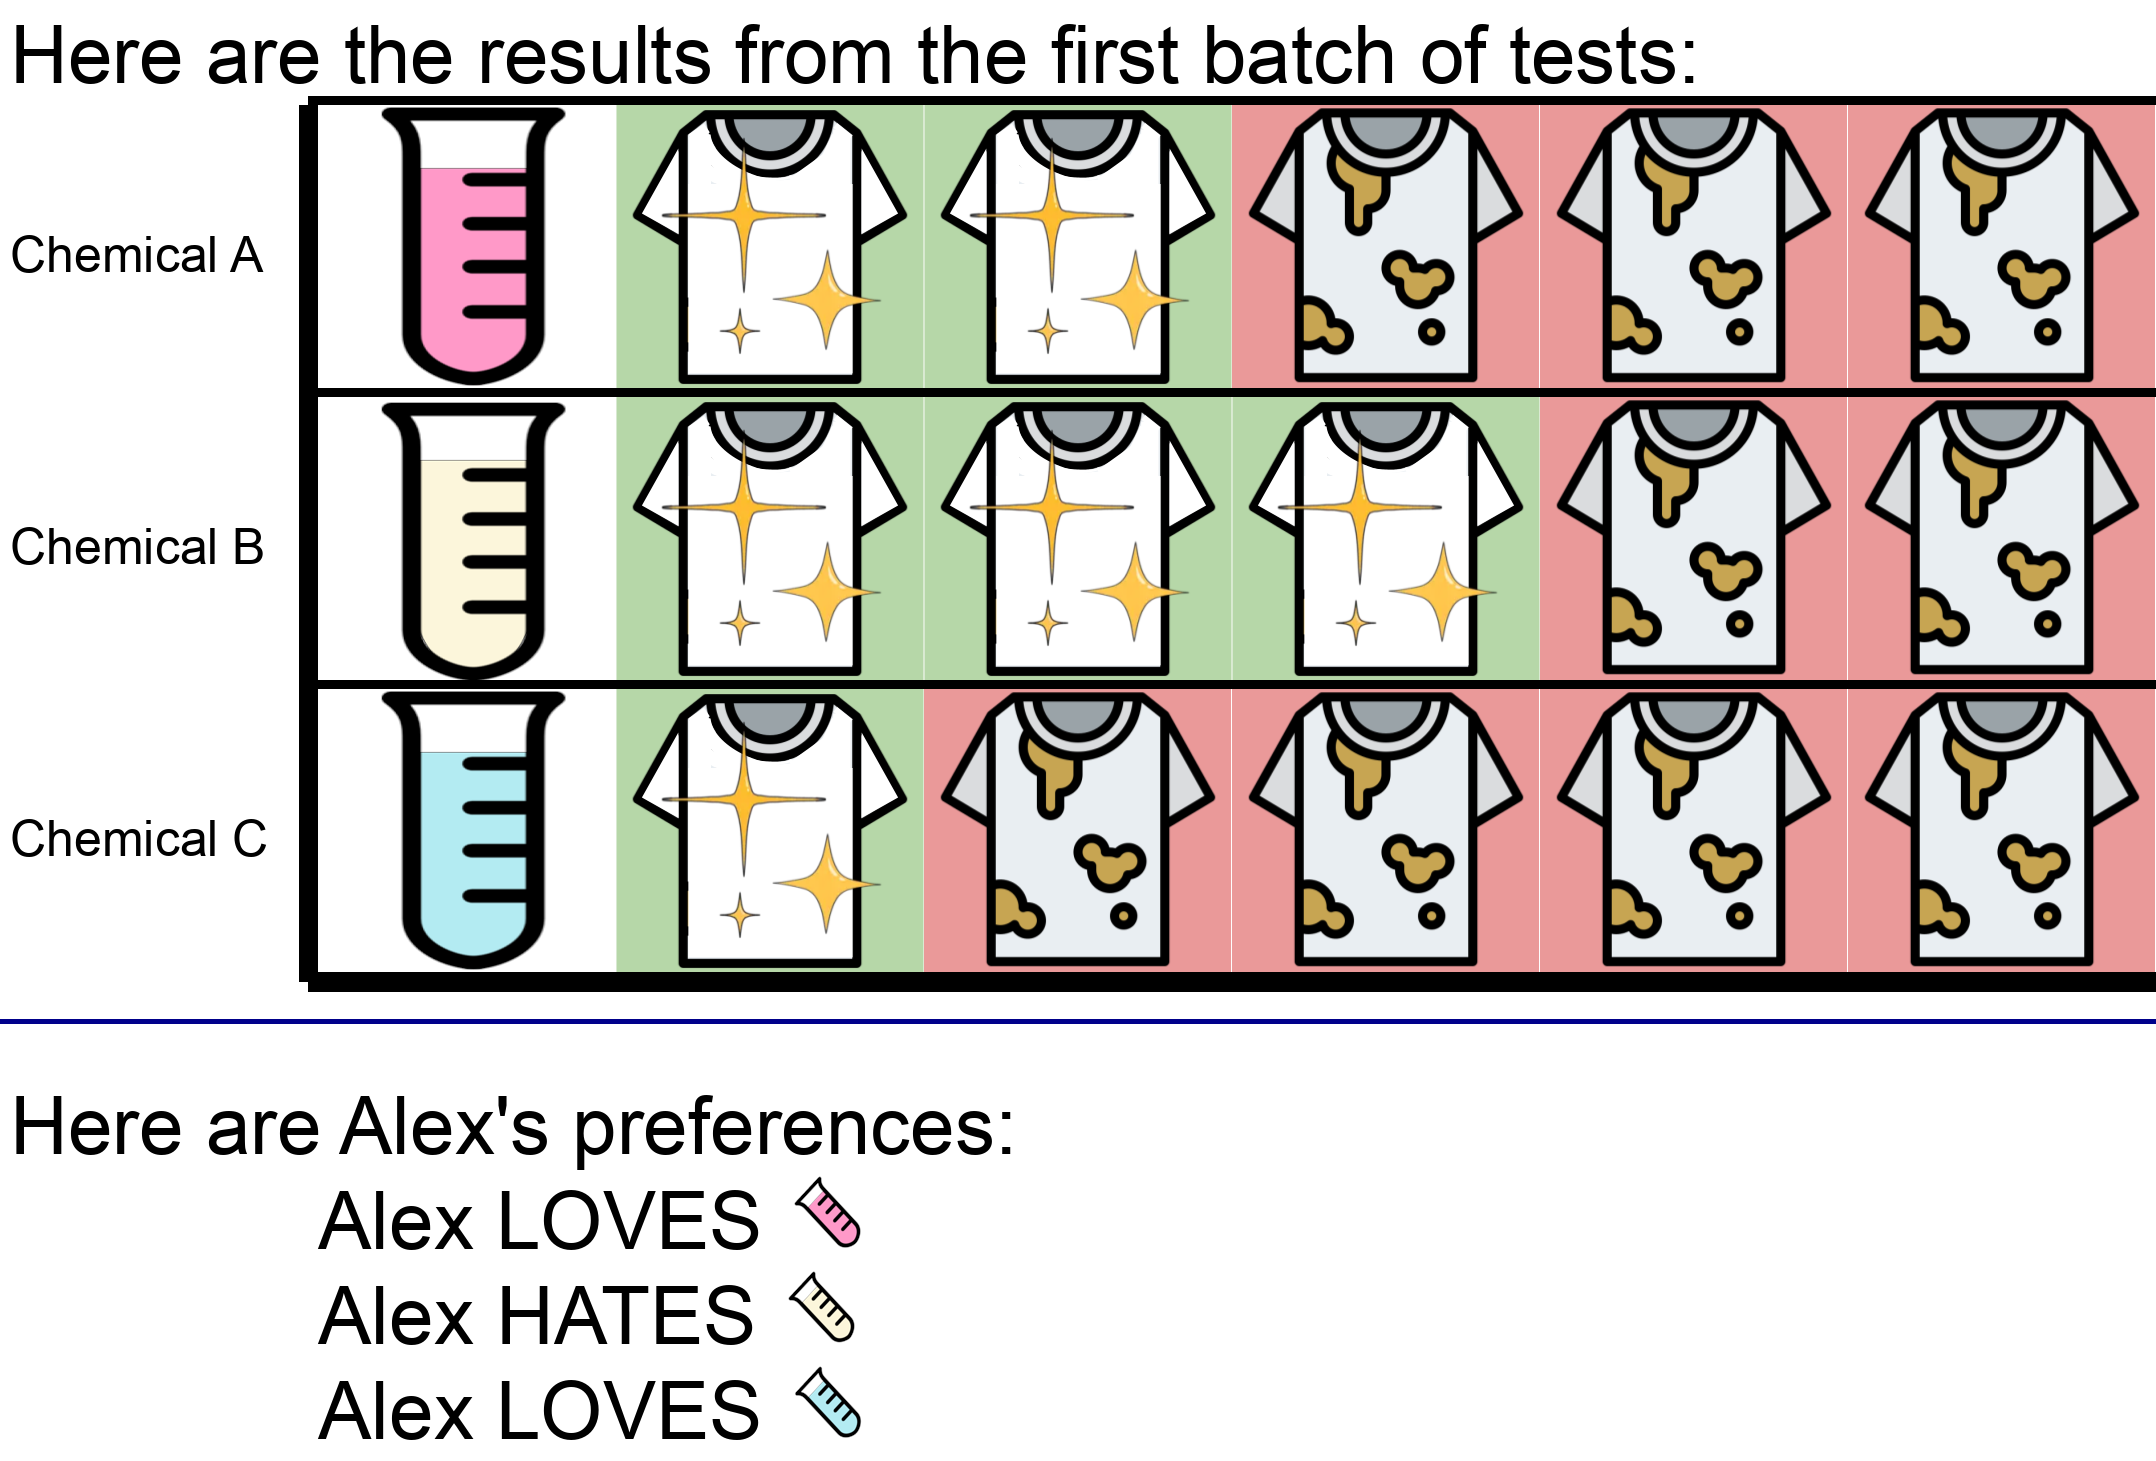 Here are the results from the first batch of tests:
Chemical A
Chemical B
Chemical C
Here are Alex's preferences:
Alex LOVES
Alex HATES
Alex LOVES